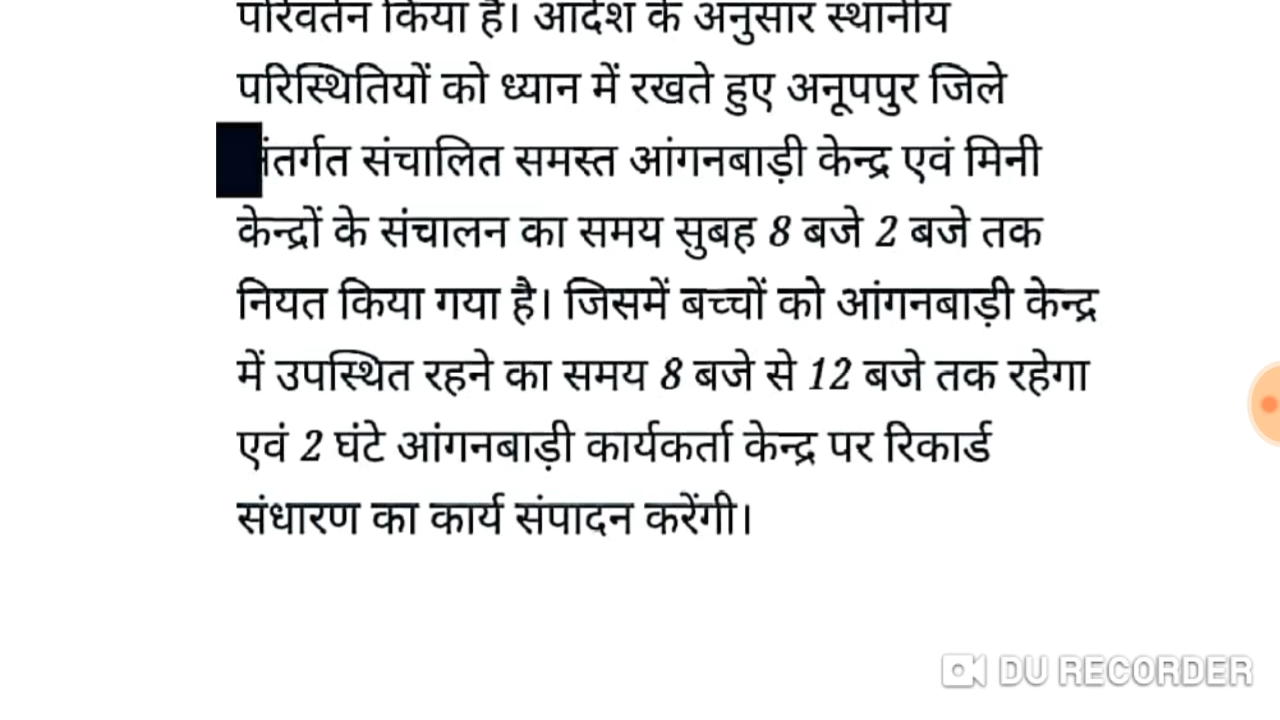 परिवर्तन किया है। आदेश के अनुसार स्थानीय
परिस्थितियों को ध्यान में रखते हुए अनूपपुर जिले
संचालित समस्त आंगनबाड़ी केन्द्र एवं मिनी
केन्द्रों के संचालन का समय सुबह 8 बजे 2 बजे तक
नियत किया गया है। जिसमें बच्चों को आंगनबाड़ी केन्द्र
में उपस्थित रहने का समय 8 बजे से 12 बजे तक रहेगा
एवं 2 घंटे आंगनबाड़ी कार्यकर्ता केन्द्र पर रिकार्ड
संधारण का कार्य संपादन करेंगी।
DU RECORDER